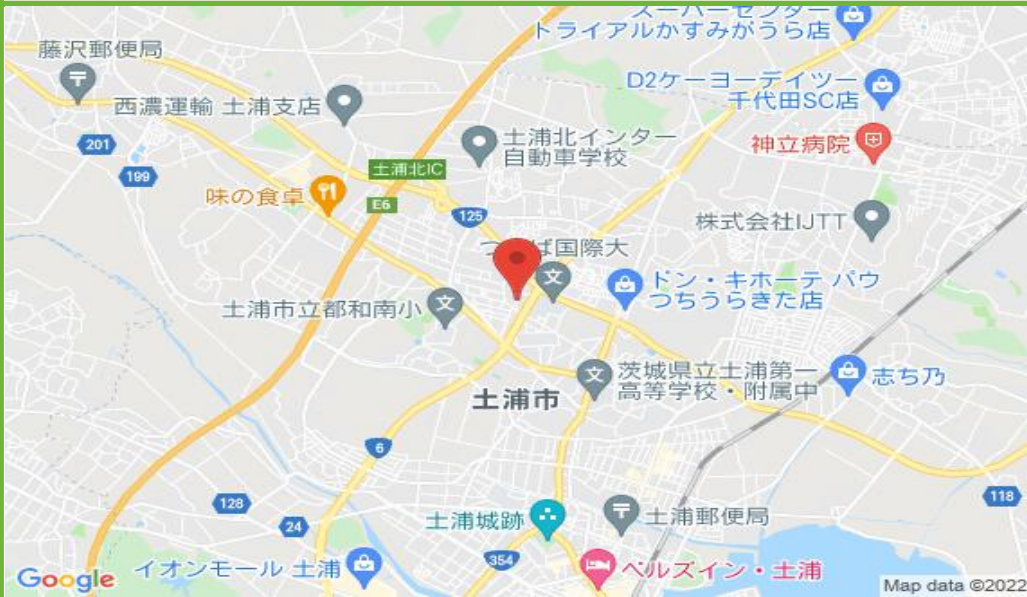 スーパーセンター
トライアルかすみがうら店
藤沢郵便局
D2ケーヨーデイツー
千代田SC店
西濃運輸 土浦支店
土浦北インター
自動車学校
神立病院
201
土浦北IC
199
味の食卓
E6
125
株式会社IJTT
ば国際大
ドン・キホーテ パウ
つちうらきた店
土浦市立都和南小
茨城県立土浦第一
高等学校・附属中
志ち乃
土浦市
6
128
118
24
土浦城跡
土浦郵便局
354
イオンモール 土浦
ベルズイン・土浦
Google
Map data ©2022